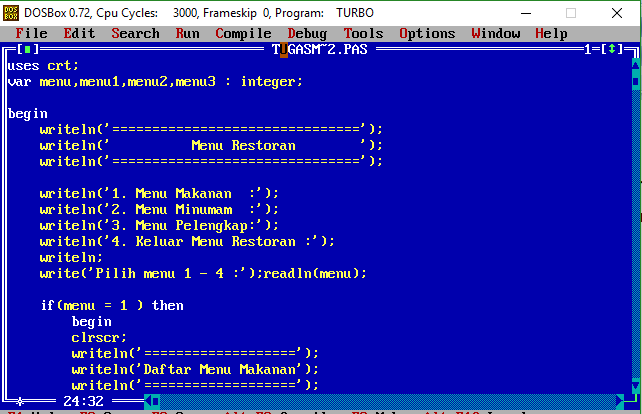 DOSBox 0.72, Cpu Cycles: 3000, Frameskip 0, Program: TURBO
File Edit Search Run Compile Debug Tools Options Window Help
TUGASM~2.PAS 1=[↕]
uses crt;
var menu,menu1,menu2,menu3 : integer;
begin
writeln('===============================');
writeln(' Menu Restoran ');
writeln('===============================');
writeln('1. Menu Makanan :');
writeln('2. Menu Minumam :');
writeln('3. Menu Pelengkap:');
writeln('4. Keluar Menu Restoran :');
writeln;
write('Pilih menu 1 - 4 :');readln(menu);
if(menu = 1 ) then
begin
clrscr;
writeln('===================');
writeln('Daftar Menu Makanan');
writeln('===================');
24:32